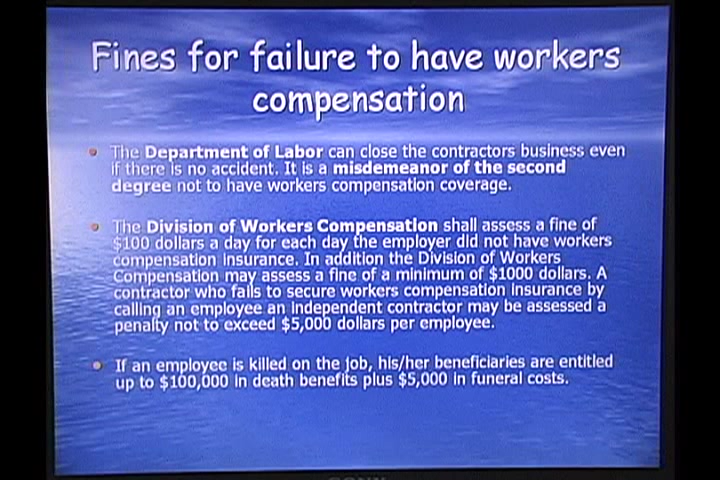 Fines for failure to have workers
compensation
The Department of Labor can close the contractors business even
if there is no accident. It is a misdemeanor of the second
degree not to have workers compensation coverage.
The Division of Workers Compensation shall assess a fine of
$100 dollars a day for each day the employer did not have workers
compensation insurance. In addition the Division of Workers
Compensation may assess a fine of a minimum of $1000 dollars. A
contractor who fails to secure workers compensation insurance by
calling an employee an independent contractor may be assessed a
penalty not to exceed $5,000 dollars per employee.
If an employee is killed on the job, his/her beneficiaries are entitled
up to $100,000 in death benefits plus $5,000 in funeral costs.